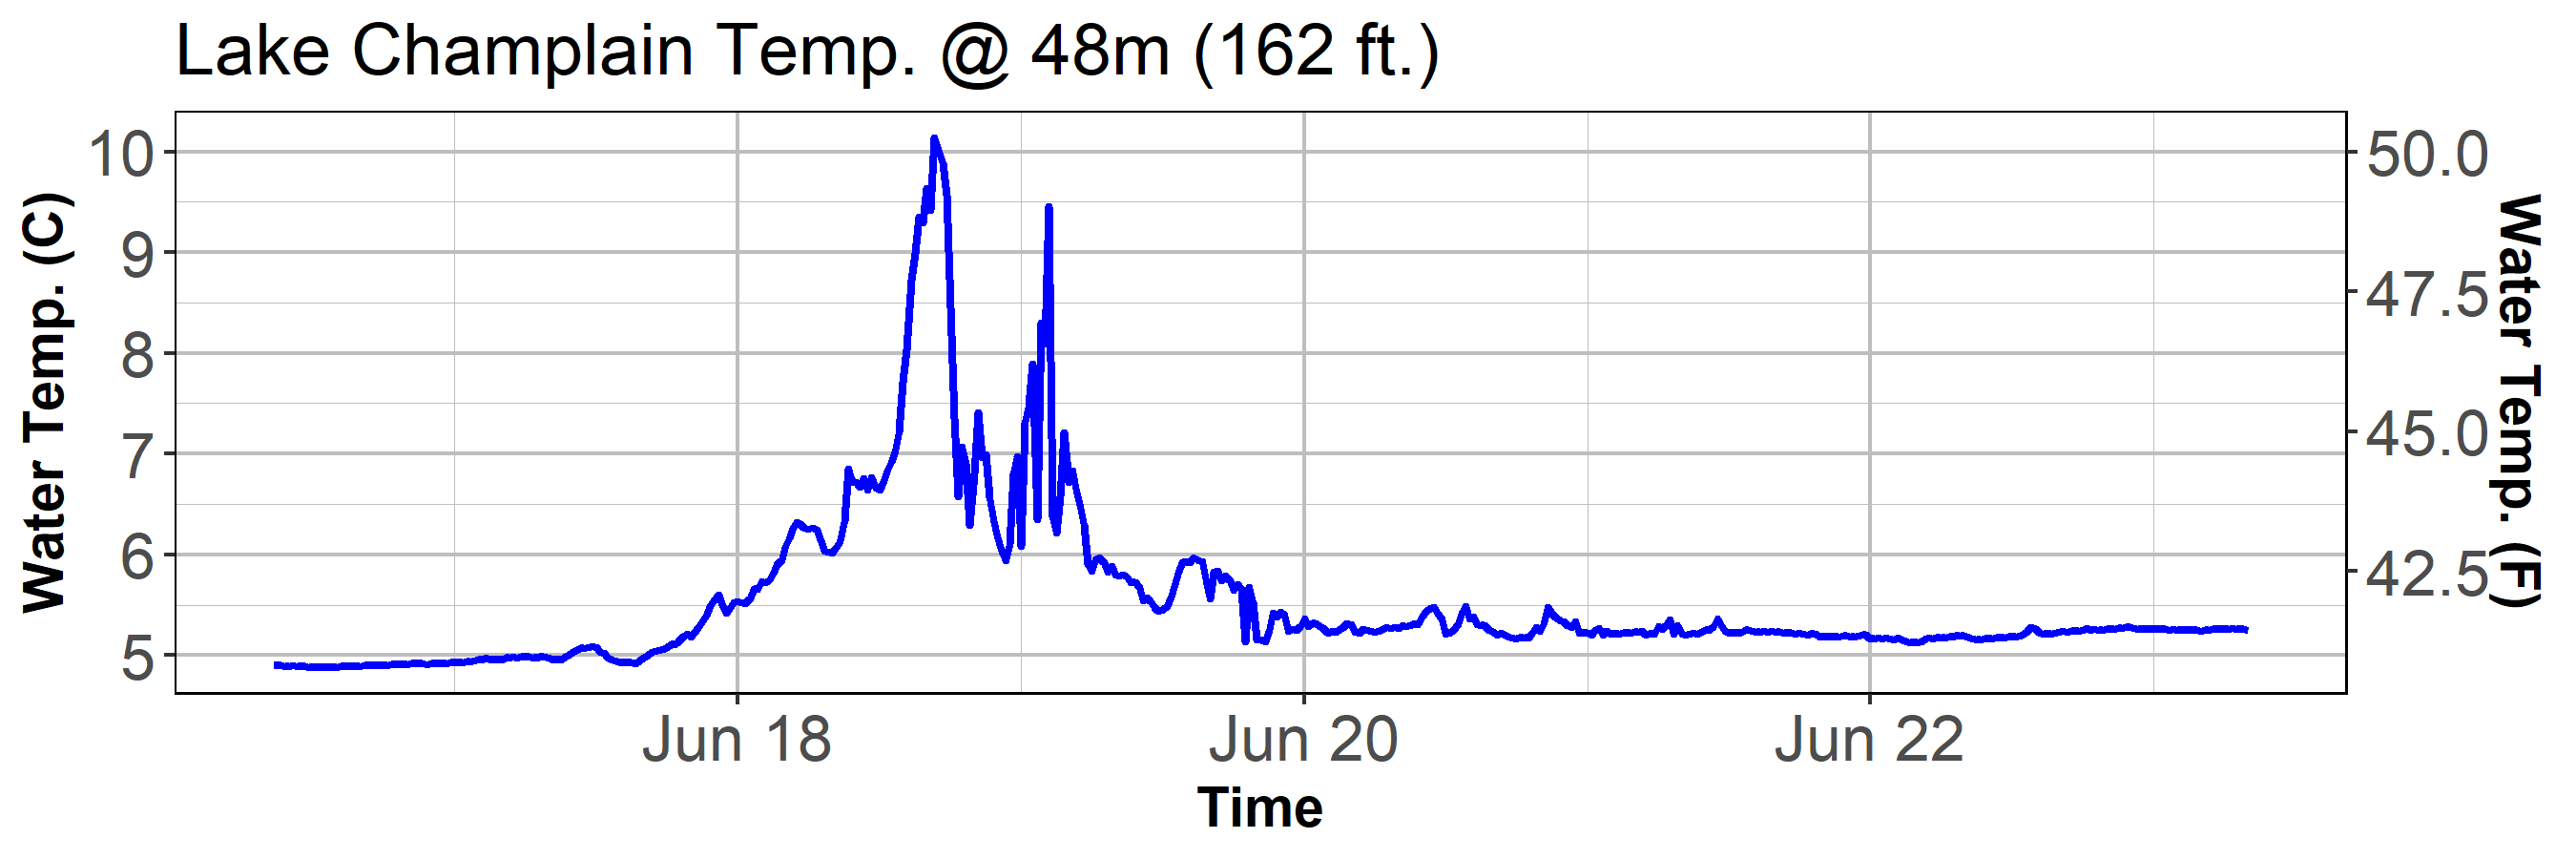 Lake Champlain Temp. @ 48m (162 ft.)
Water Temp. (C)
10
9
8
7
6
5
50.0
47.5
45.0
42.5
Water Temp. (F)
Jun 18
Jun 20
Jun 22
Time